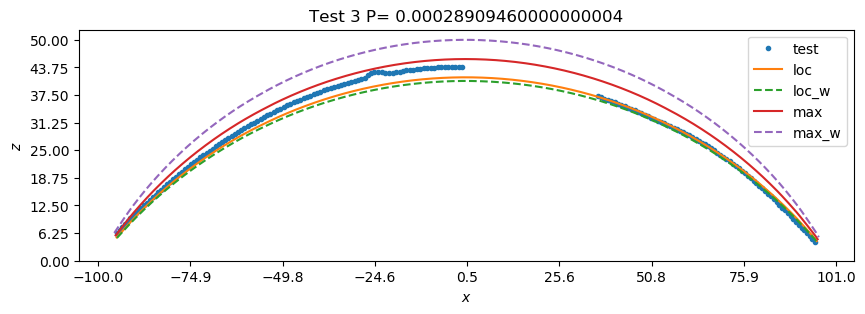 Test 3 P= 0.00028909460000000004
50.00
43.75
37.50
31.25
25.00
18.75
12.50
6.25
0.00
z
test
loc
loc_w
max
max_w
−100.0 −74.9 −49.8 −24.6 0.5 25.6 50.8 75.9 101.0
x